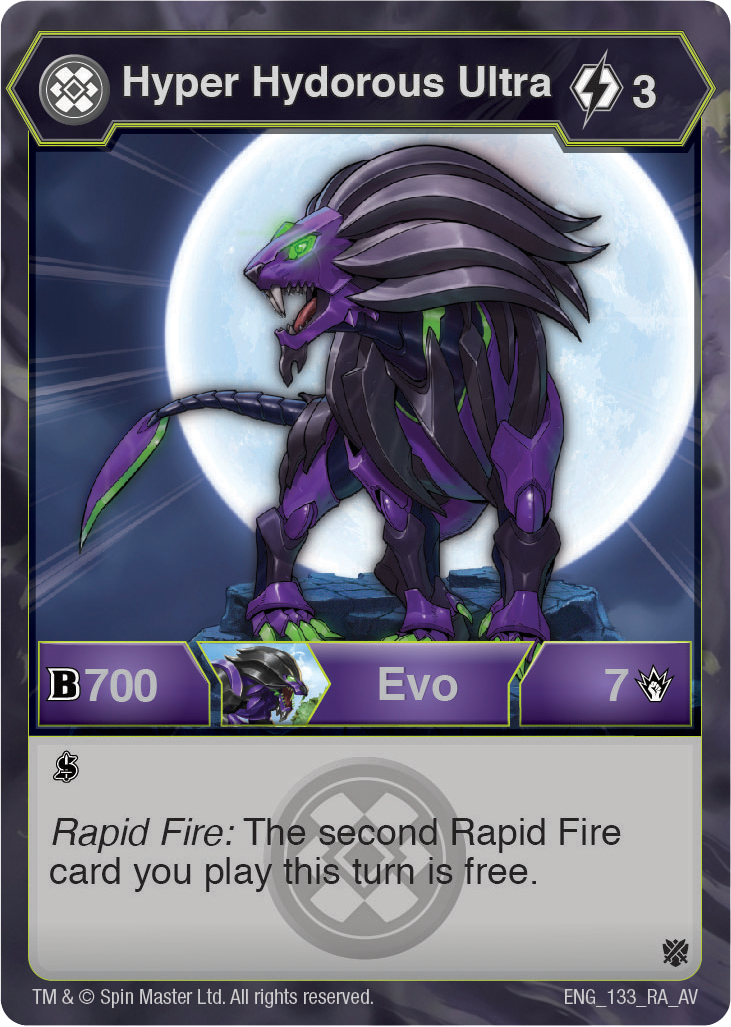 Hyper Hydorous Ultra 3
B 700 Evo 7
Rapid Fire: The second Rapid Fire
card you play this turn is free.
TM & © Spin Master Ltd. All rights reserved. ENG_133_RA_AV